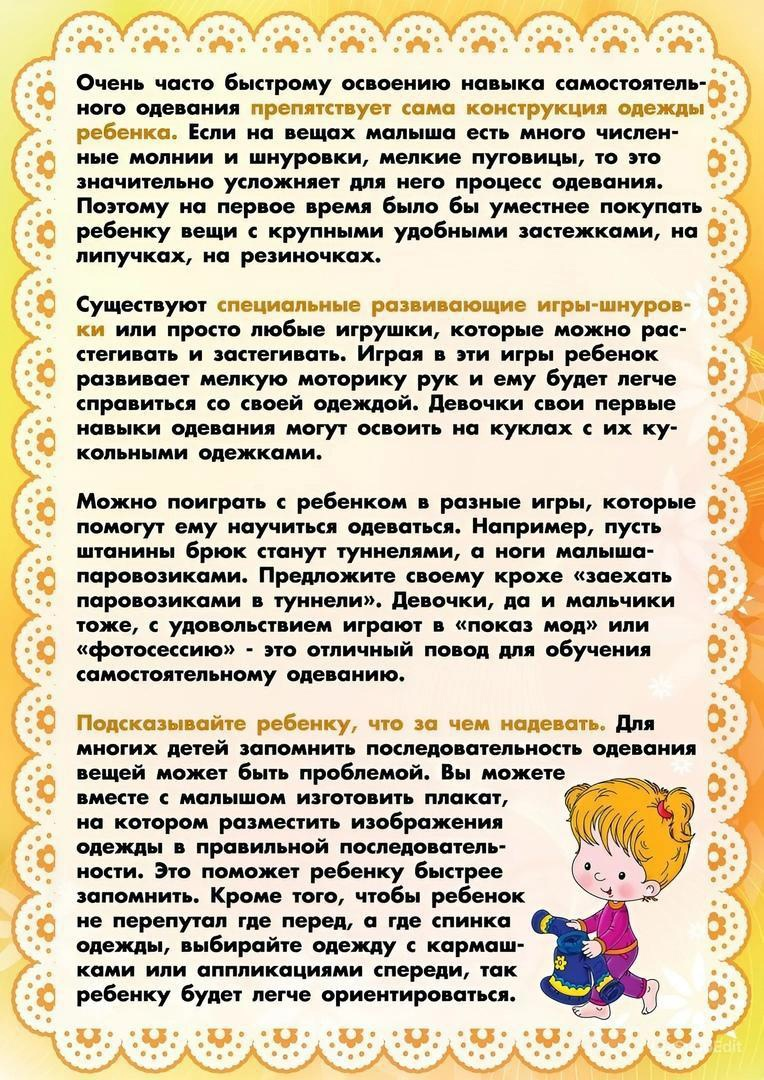 Очень часто быстрому освоению навыка самостоятель-
ного одевания препятствует сама конструкция одежды
ребенка. Если на вещах малыша есть много числен-
ные молнии и шнуровки, мелкие пуговицы, то это
значительно усложняет для него процесс одевания.
Поэтому на первое время было бы уместнее покупать
ребенку вещи с крупными удобными застежками, на
липучках, на резиночках.
Существуют специальные развивающие игры-шнуров-
ки или просто любые игрушки, которые можно рас-
стегивать и застегивать. Играя в эти игры ребенок
развивает мелкую моторику рук и ему будет легче
справиться со своей одеждой. Девочки свои первые
навыки одевания могут освоить на куклах с их ку-
кольными одежками.
Можно поиграть с ребенком в разные игры, которые
помогут ему научиться одеваться. Например, пусть
штанины брюк станут туннелями, а ноги малыша-
паровозиками. Предложите своему крохе «заехать
паровозиками в туннели». Девочки, да и мальчики
тоже, с удовольствием играют в «показ мод» или
«фотосессию» - это отличный повод для обучения
самостоятельному одеванию.
Подсказывайте ребенку, что за чем надевать. Для
многих детей запомнить последовательность одевания
вещей может быть проблемой. Вы можете
вместе с малышом изготовить плакат,
на котором разместить изображения
одежды в правильной последователь-
ности. Это поможет ребенку быстрее
запомнить. Кроме того, чтобы ребенок
не перепутал где перед, а где спинка
одежды, выбирайте одежду с кармаш-
ками или аппликациями спереди, так
ребенку будет легче ориентироваться.